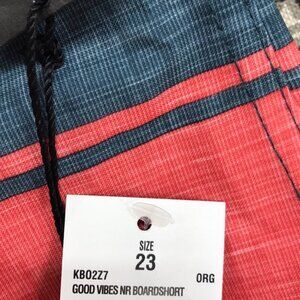 SIZE
23
KB02Z7 ORG
GOOD VIBES NR BOARDSHORT